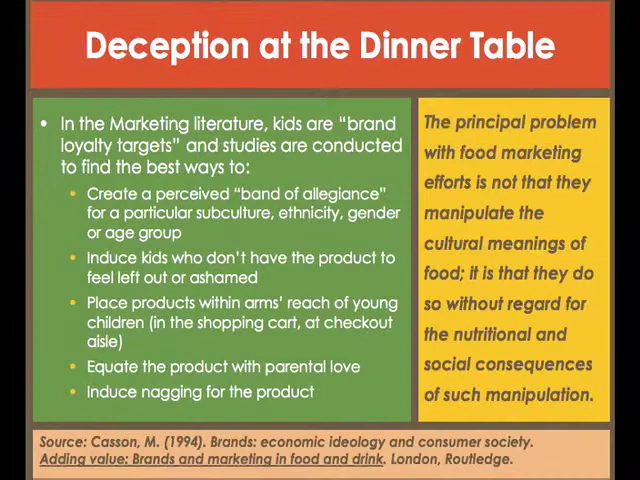 Deception at the Dinner Table
• In the Marketing literature, kids are “brand
loyalty targets” and studies are conducted
to find the best ways to:
• Create a perceived “band of allegiance”
for a particular subculture, ethnicity, gender
or age group
• Induce kids who don’t have the product to
feel left out or ashamed
• Place products within arms’ reach of young
children (in the shopping cart, at checkout
aisle)
• Equate the product with parental love
• Induce nagging for the product
The principal problem
with food marketing
efforts is not that they
manipulate the
cultural meanings of
food; it is that they do
so without regard for
the nutritional and
social consequences
of such manipulation.
Source: Casson, M. (1994). Brands: economic ideology and consumer society.
Adding value: Brands and marketing in food and drink. London, Routledge.